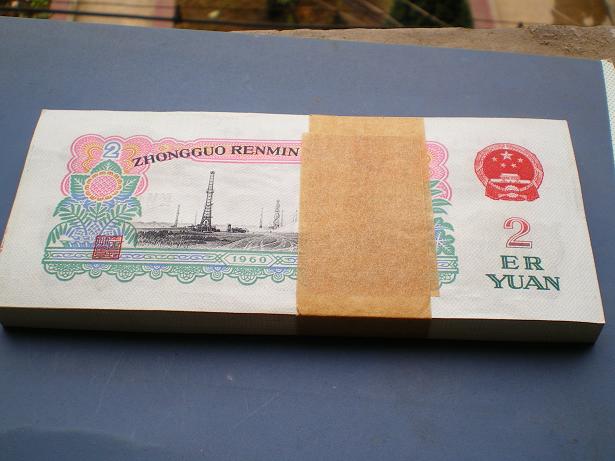 2
ZHONGGUO RENMIN
1960
2
ER
YUAN